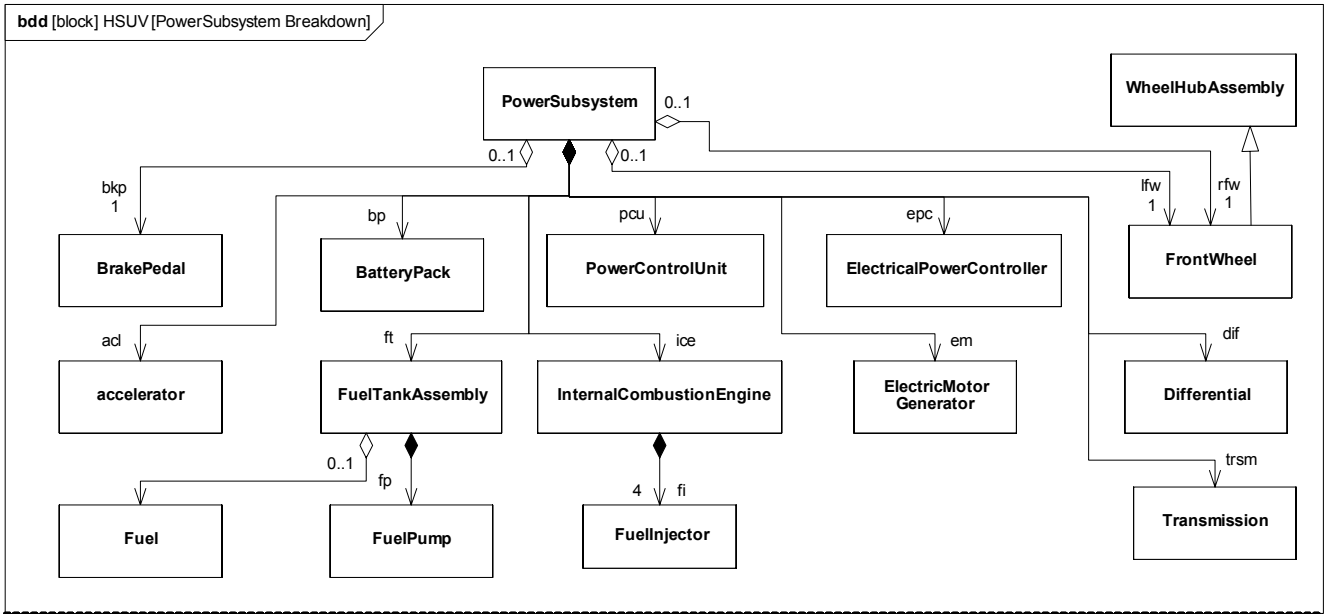 bdd [block] HSUV [PowerSubsystem Breakdown]
PowerSubsystem
0..1
WheelHubAssembly
0..1
0..1
bkp
1
bp
pcu
epc
lfw
1
rfw
1
BrakePedal
BatteryPack
PowerControlUnit
ElectricalPowerController
FrontWheel
acl
ft
ice
em
dif
accelerator
FuelTankAssembly
InternalCombustionEngine
ElectricMotor
Generator
Differential
0..1
fp
4
fi
trsm
Fuel
FuelPump
FuelInjector
Transmission